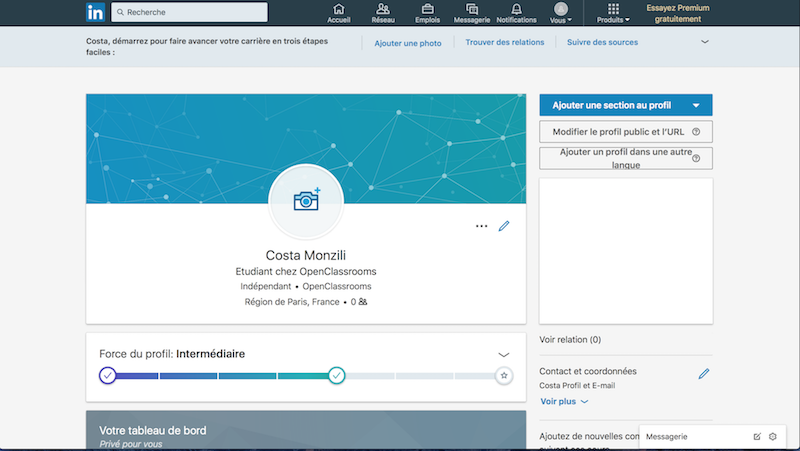 in
Recherche
Accueil
Réseau
Emplois
Messagerie
Notifications
Vous
Produits
Essayez Premium
gratuitement
Costa, démarrez pour faire avancer votre carrière en trois étapes
faciles :
Ajouter une photo
Trouver des relations
Suivre des sources
Ajouter une section au profil
Modifier le profil public et l'URL ?
Ajouter un profil dans une autre
langue ?
...
Costa Monzili
Etudiant chez OpenClassrooms
Indépendant • OpenClassrooms
Région de Paris, France • 0
Voir relation (0)
Force du profil: Intermédiaire
Contact et coordonnées
Costa Profil et E-mail
Voir plus
Votre tableau de bord
Privé pour vous
Ajoutez de nouvelles
Messagerie